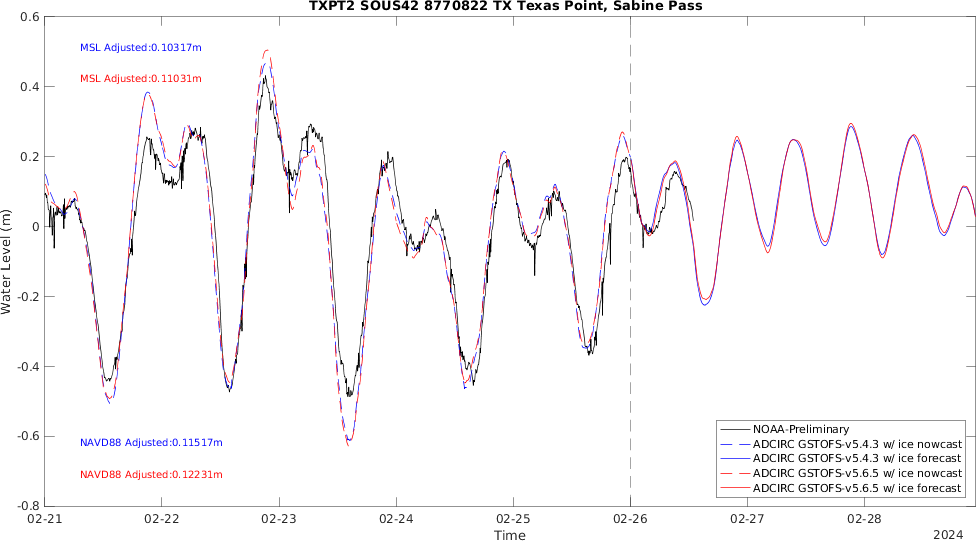 TXPT2 SOUS42 8770822 TX Texas Point, Sabine Pass
0.6
0.4
0.2
0
-0.2
-0.4
-0.6
-0.8
Water Level (m)
MSL Adjusted:0.10317m
MSL Adjusted:0.11031m
NAVD88 Adjusted:0.11517m
NAVD88 Adjusted:0.12231m
NOAA-Preliminary
ADCIRC GSTOFS-v5.4.3 w/ ice nowcast
ADCIRC GSTOFS-v5.4.3 w/ ice forecast
ADCIRC GSTOFS-v5.6.5 w/ ice nowcast
ADCIRC GSTOFS-v5.6.5 w/ ice forecast
02-21 02-22 02-23 02-24 02-25 02-26 02-27 02-28
Time
2024